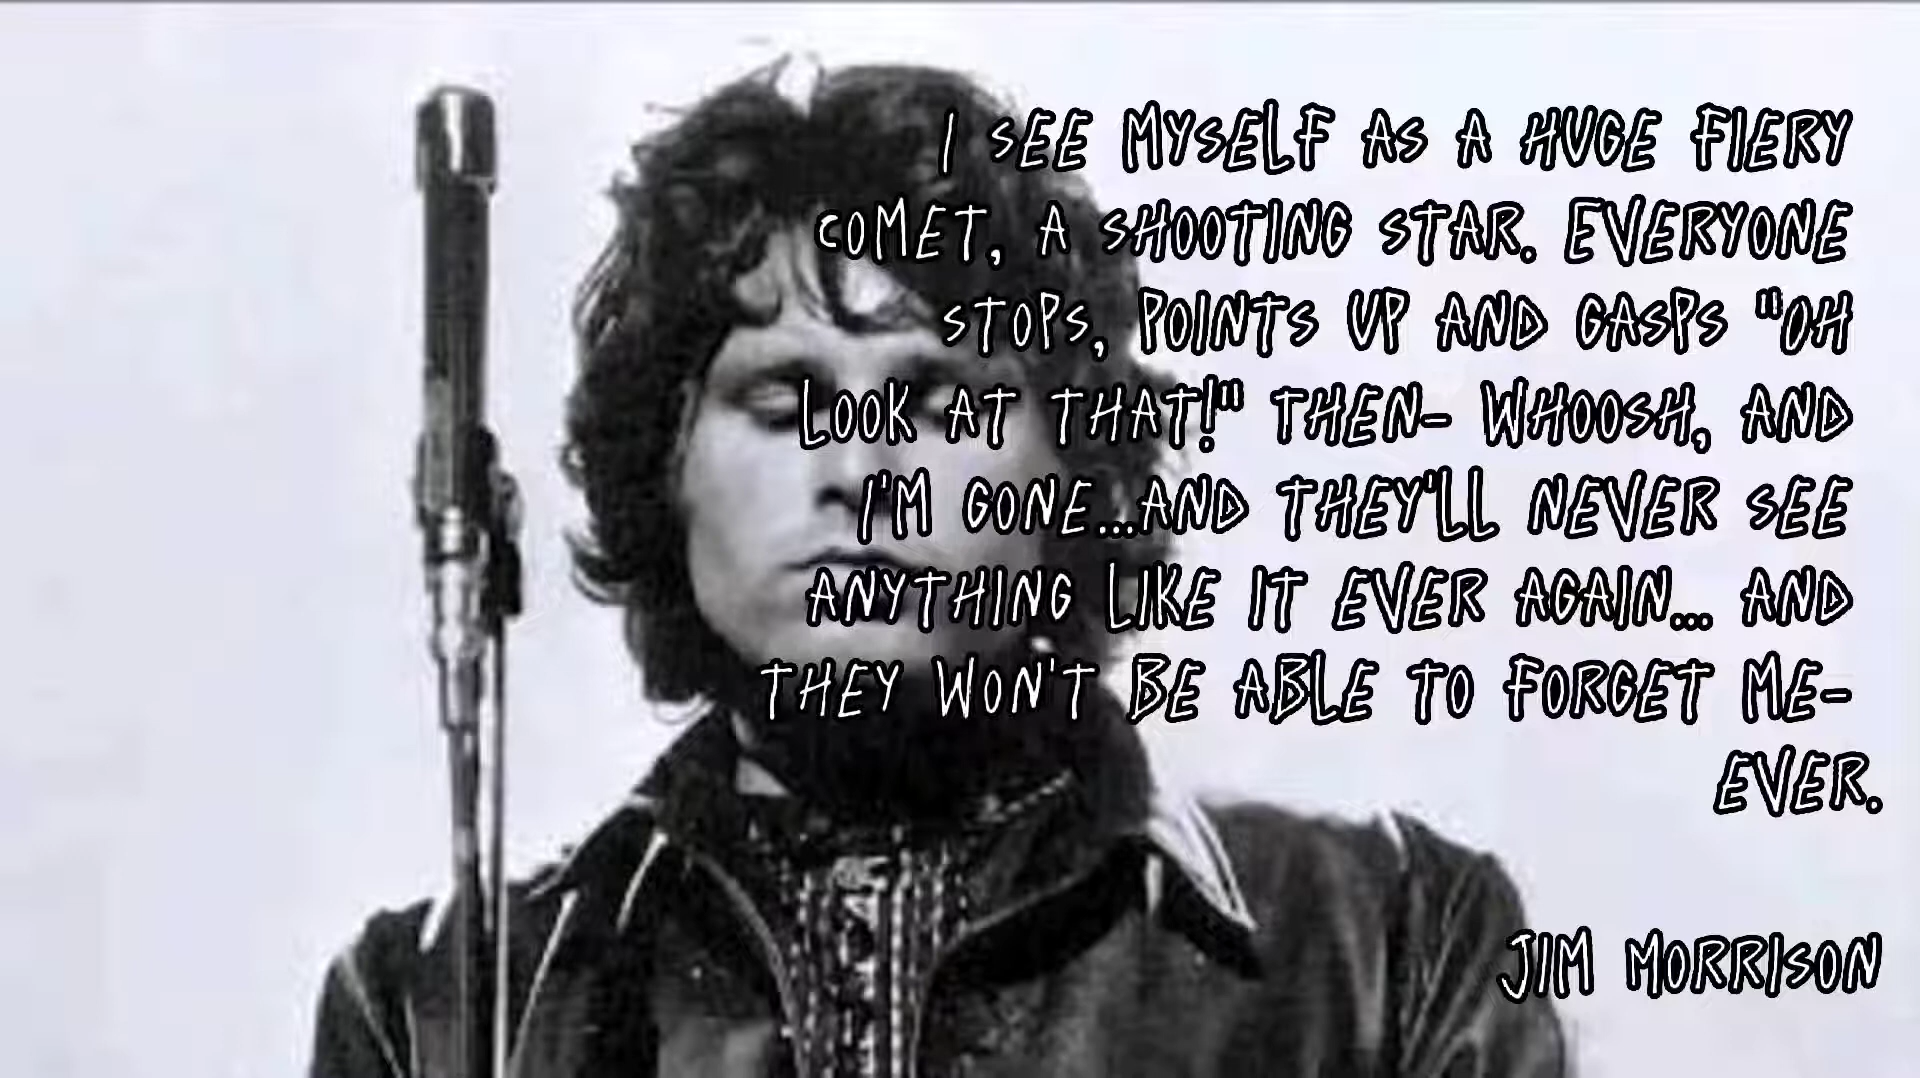 I SEE MYSELF AS A HUGE FIERY
COMET, A SHOOTING STAR. EVERYONE
STOPS, POINTS UP AND GASPS "OH
LOOK AT THAT!" THEN- WHOOSH, AND
I'M GONE...AND THEY'LL NEVER SEE
ANYTHING LIKE IT EVER AGAIN... AND
THEY WON'T BE ABLE TO FORGET ME-
EVER.
JIM MORRISON